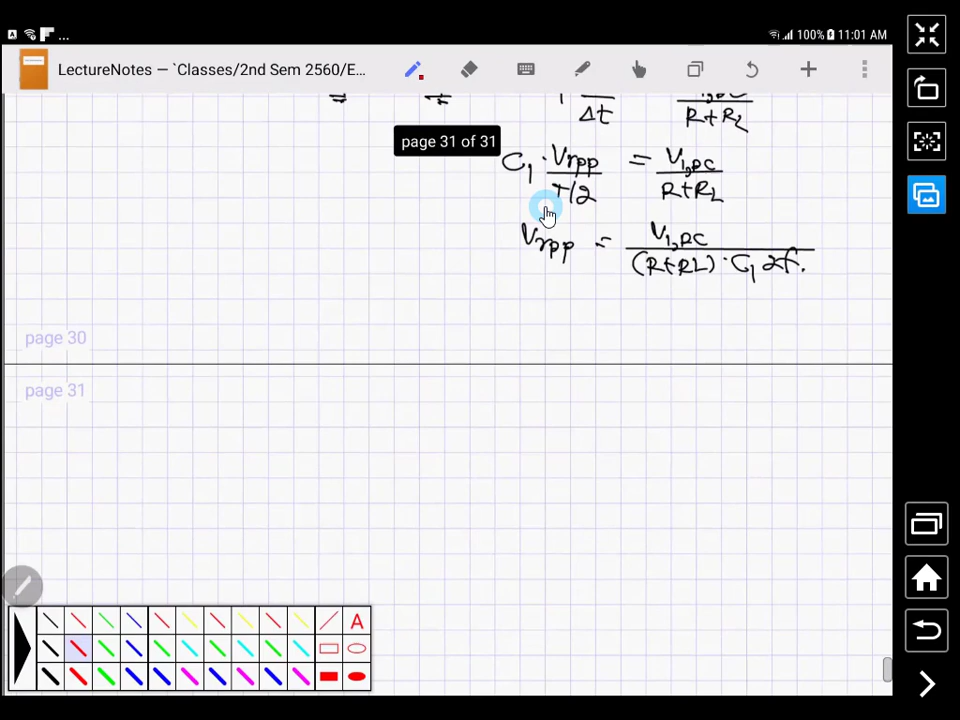 100% 11:01 AM
LectureNotes — `Classes/2nd Sem 2560/E...
Δt R+RL
page 31 of 31
C1 · Vrpp / T/2 = V1,DC / R+RL
Vrpp = V1,DC / (R+RL) · C1 2f.
page 30
page 31
A